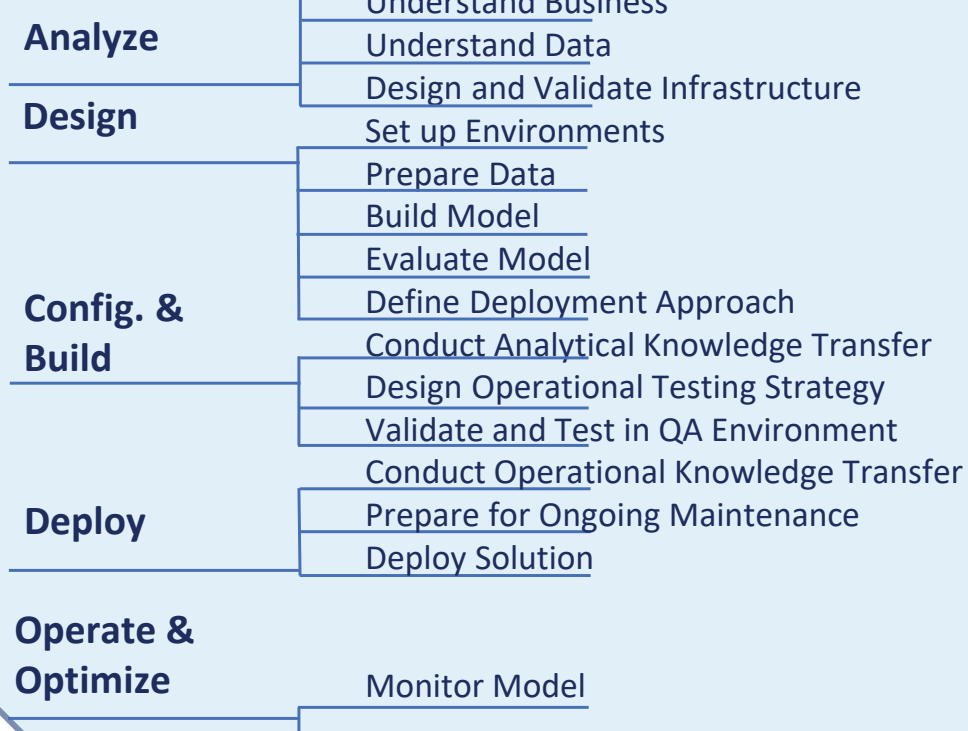 Understand Business
Analyze
Understand Data
Design and Validate Infrastructure
Design
Set up Environments
Prepare Data
Build Model
Evaluate Model
Config. &
Build
Define Deployment Approach
Conduct Analytical Knowledge Transfer
Design Operational Testing Strategy
Validate and Test in QA Environment
Conduct Operational Knowledge Transfer
Deploy
Prepare for Ongoing Maintenance
Deploy Solution
Operate &
Optimize
Monitor Model